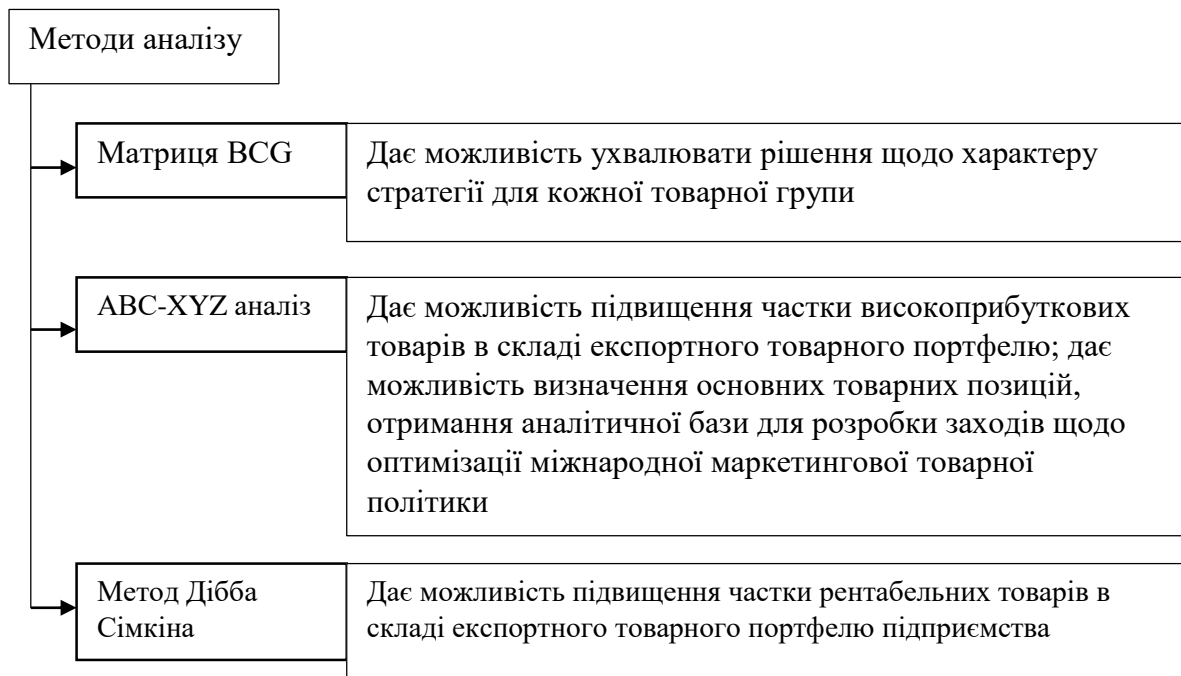 Методи аналізу
Матриця BCG
Дає можливість ухвалювати рішення щодо характеру
стратегії для кожної товарної групи
ABC-XYZ аналіз
Дає можливість підвищення частки високоприбуткових
товарів в складі експортного товарного портфелю; дає
можливість визначення основних товарних позицій,
отримання аналітичної бази для розробки заходів щодо
оптимізації міжнародної маркетингової товарної
політики
Метод Дібба
Сімкіна
Дає можливість підвищення частки рентабельних товарів в
складі експортного товарного портфелю підприємства